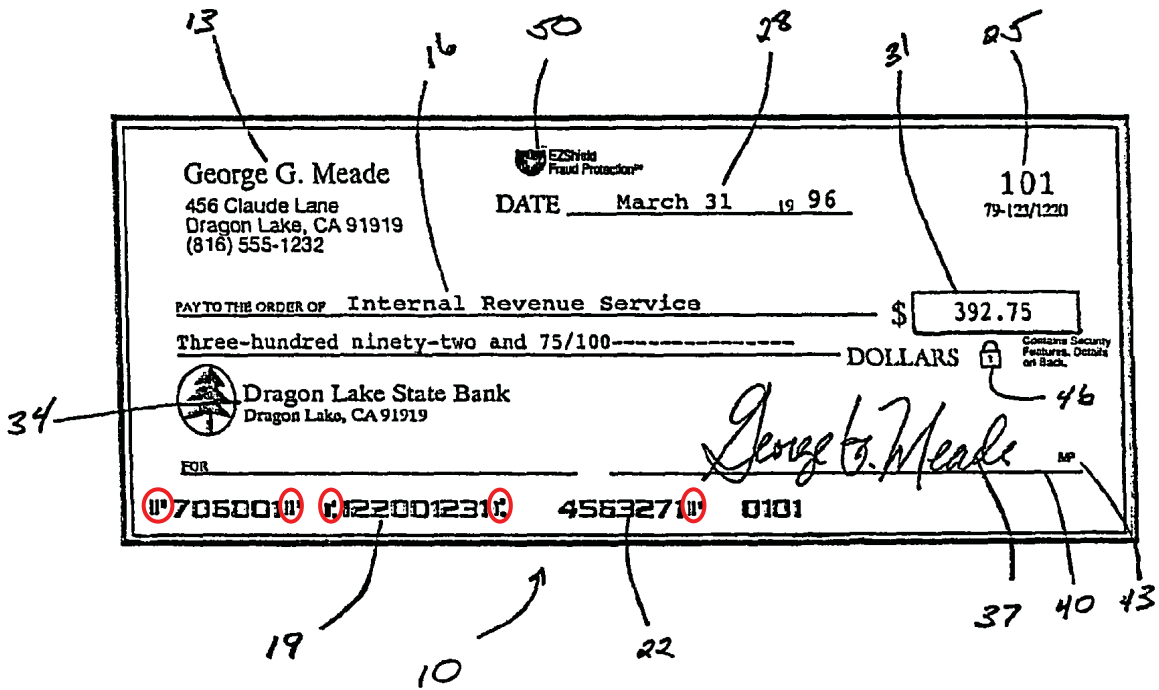 13
50
28
25
16
31
EZShield
Fraud Protection℠
George G. Meade
101
456 Claude Lane
DATE March 31 19 96
79-123/1220
Dragon Lake, CA 91919
(816) 555-1232
PAY TO THE ORDER OF Internal Revenue Service $ 392.75
Three-hundred ninety-two and 75/100--------------- DOLLARS
Contains Security
Features. Details
on Back.
Dragon Lake State Bank
46
34
Dragon Lake, CA 91919
George G. Meade
FOR
MP
⑈706001⑈ ⑆122001231⑆ 4563271⑈ 0101
19
10
22
37
40
43